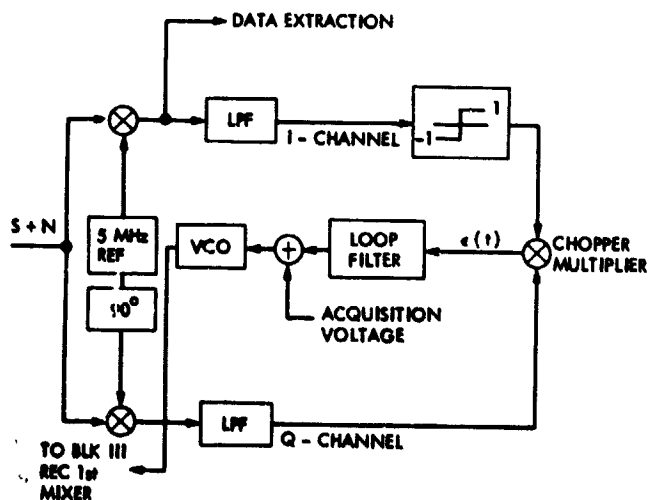 DATA EXTRACTION
LPF
I - CHANNEL
1
-1
S + N
5 MHz
REF
90°
VCO
+
LOOP
FILTER
e(t)
CHOPPER
MULTIPLIER
ACQUISITION
VOLTAGE
LPF
Q - CHANNEL
TO BLK III
REC 1st
MIXER